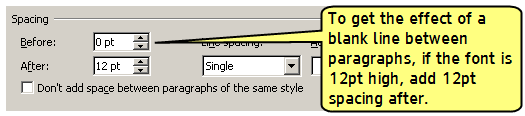 Spacing
Before: 0 pt
Line spacing:
After: 12 pt Single
Don't add space between paragraphs of the same style
To get the effect of a
blank line between
paragraphs, if the font is
12pt high, add 12pt
spacing after.